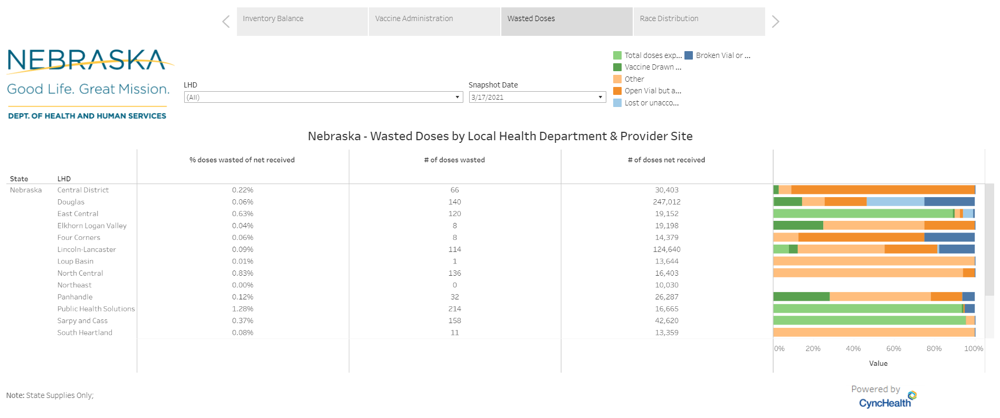 Inventory Balance Vaccine Administration Wasted Doses Race Distribution
NEBRASKA
Good Life. Great Mission.
DEPT. OF HEALTH AND HUMAN SERVICES
LHD
(All)
Snapshot Date
3/17/2021
Total doses exp... Broken Vial or ...
Vaccine Drawn ...
Other
Open Vial but a...
Lost or unacco...
Nebraska - Wasted Doses by Local Health Department & Provider Site
% doses wasted of net received # of doses wasted # of doses net received
State LHD
Nebraska Central District 0.22% 66 30,403
Douglas 0.06% 140 247,012
East Central 0.63% 120 19,152
Elkhorn Logan Valley 0.04% 8 19,198
Four Corners 0.06% 8 14,379
Lincoln-Lancaster 0.09% 114 124,640
Loup Basin 0.01% 1 13,644
North Central 0.83% 136 16,403
Northeast 0.00% 0 10,030
Panhandle 0.12% 32 26,287
Public Health Solutions 1.28% 214 16,665
Sarpy and Cass 0.37% 158 42,620
South Heartland 0.08% 11 13,359
0% 20% 40% 60% 80% 100%
Value
Note: State Supplies Only;
Powered by
CyncHealth